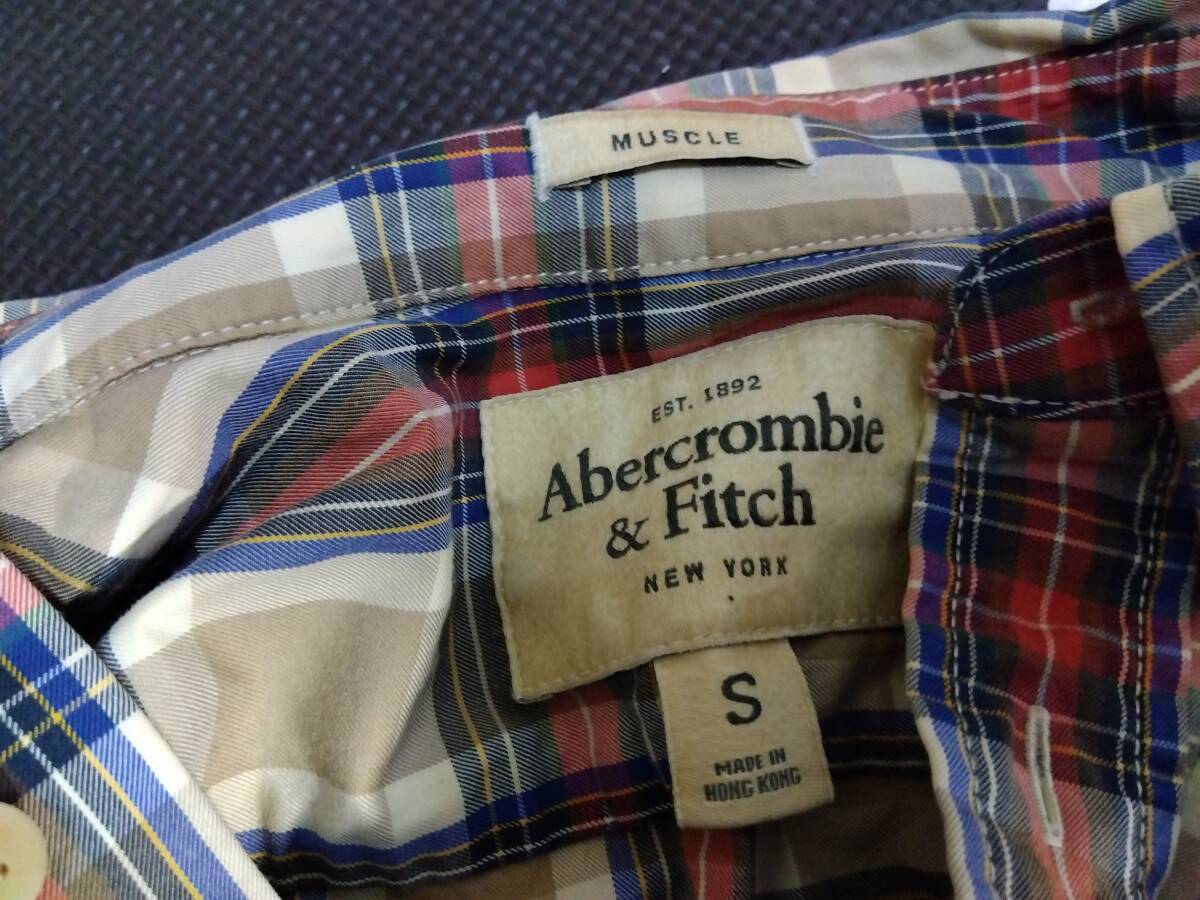 MUSCLE
EST. 1892
Abercrombie
& Fitch
NEW YORK
S
MADE IN
HONG KONG